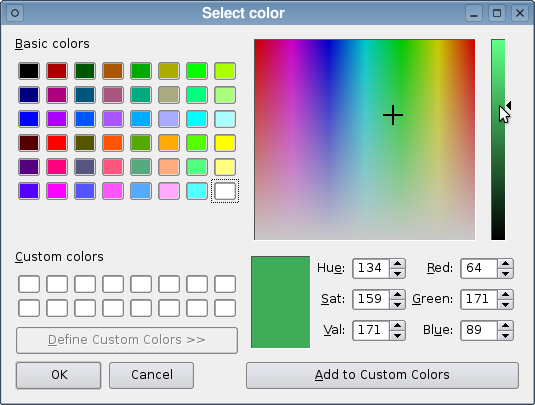 Select color
Basic colors
Custom colors
Define Custom Colors >>
OK
Cancel
Hue: 134
Red: 64
Sat: 159
Green: 171
Val: 171
Blue: 89
Add to Custom Colors